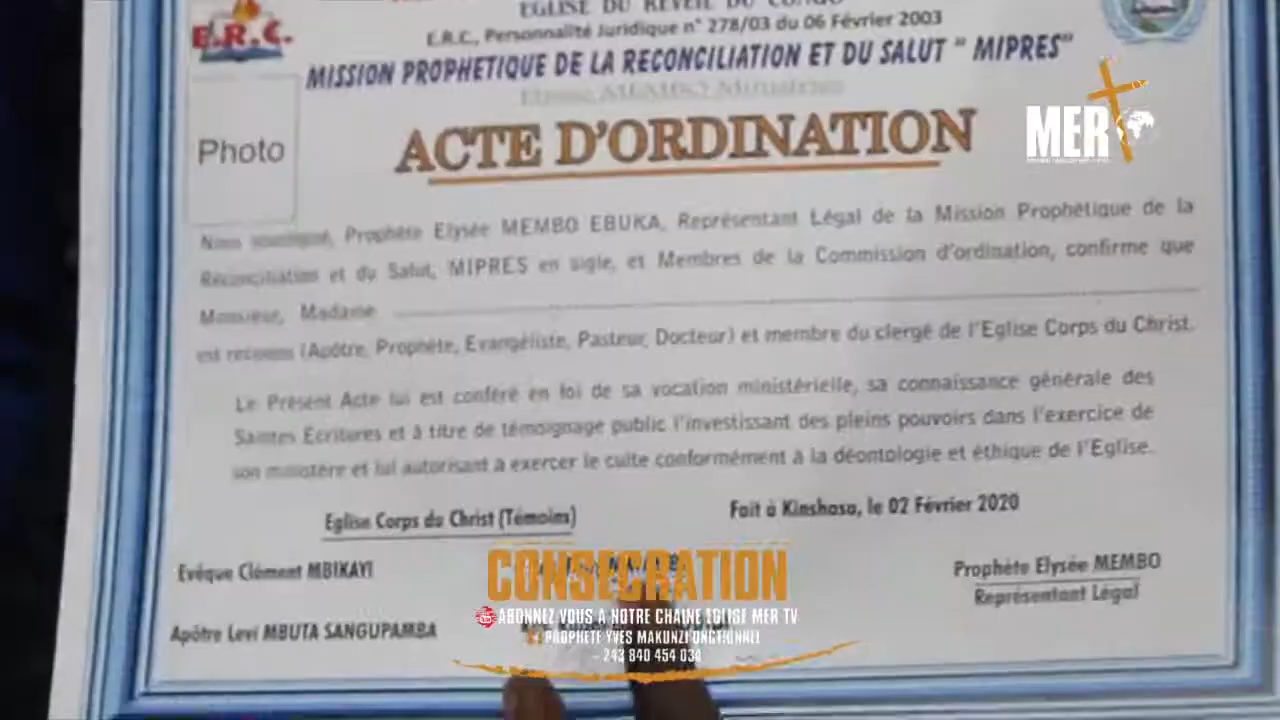 E.R.C.
EGLISE DU REVEIL DU CONGO
E.R.C., Personnalité Juridique n° 278/03 du 06 Février 2003
MISSION PROPHETIQUE DE LA RECONCILIATION ET DU SALUT " MIPRES"
Elysée MEMBO Ministries
MER
Photo
ACTE D'ORDINATION
Nous soussigné, Prophète Elysée MEMBO EBUKA, Représentant Légal de la Mission Prophétique de la
Réconciliation et du Salut, MIPRES en sigle, et Membres de la Commission d'ordination, confirme que
Monsieur, Madame
est reconnu (Apôtre, Prophète, Evangéliste, Pasteur, Docteur) et membre du clergé de l'Eglise Corps du Christ.
Le Présent Acte lui est conféré en foi de sa vocation ministérielle, sa connaissance générale des
Saintes Ecritures et à titre de témoignage public l'investissant des pleins pouvoirs dans l'exercice de
son ministère et lui autorisant à exercer le culte conformément à la déontologie et éthique de l'Eglise.
Eglise Corps du Christ (Témoins)
Fait à Kinshasa, le 02 Février 2020
Evéque Clément MBIKAYI
Prophète Elysée MEMBO
Représentant Légal
Apôtre Levi MBUTA SANGUPAMBA
CONSECRATION
ABONNEZ VOUS A NOTRE CHAINE EGLISE MER TV
PROPHETE YVES MAKUNZI ONCTIONNEL
- 243 840 454 034